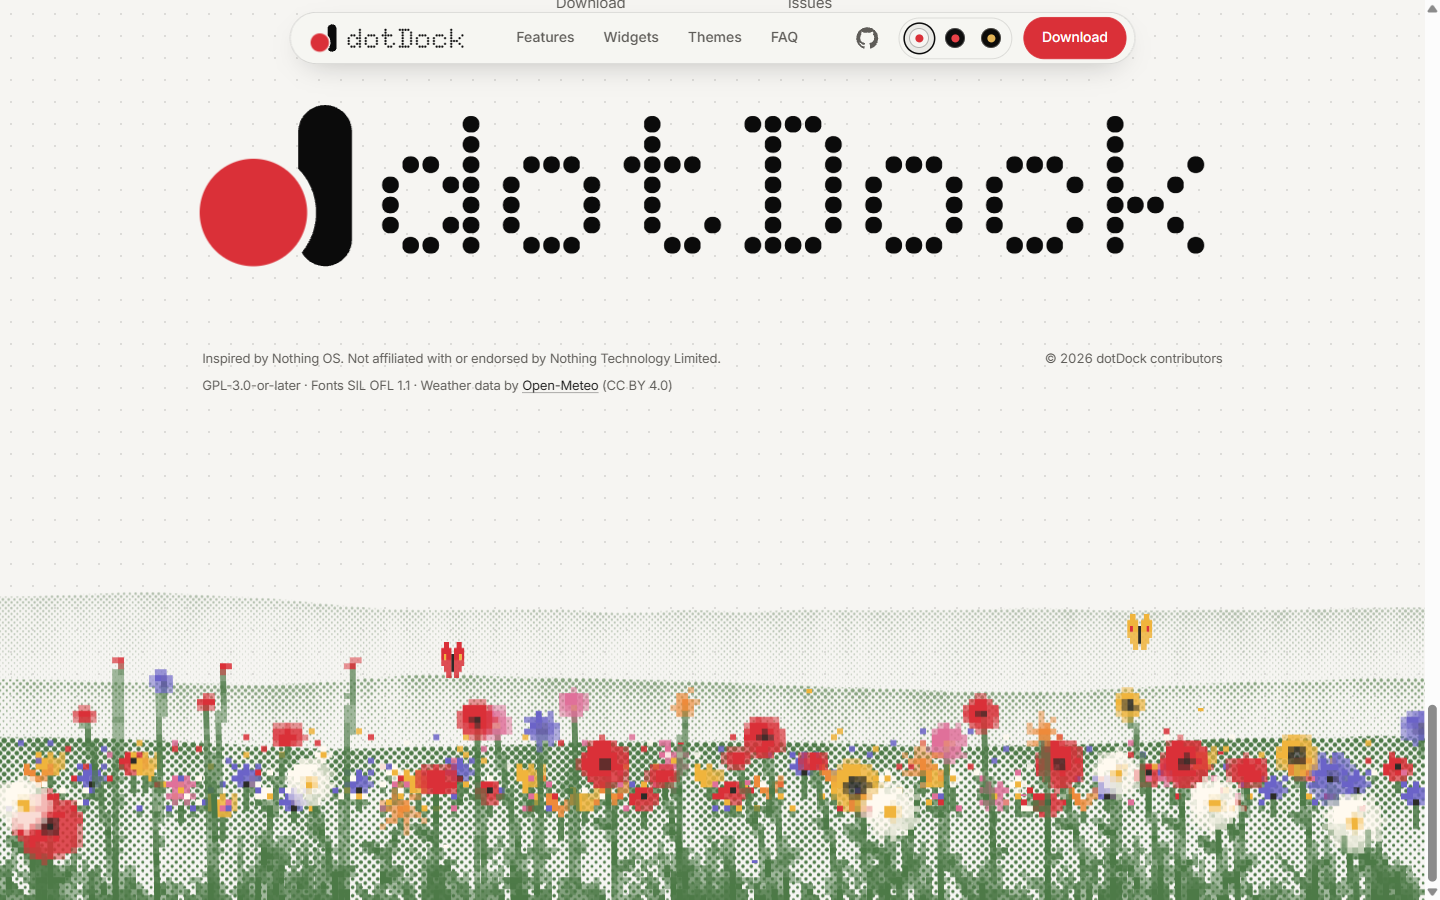 Download
Issues
dotDock
Features
Widgets
Themes
FAQ
Download
dotDock
Inspired by Nothing OS. Not affiliated with or endorsed by Nothing Technology Limited.
© 2026 dotDock contributors
GPL-3.0-or-later · Fonts SIL OFL 1.1 · Weather data by Open-Meteo (CC BY 4.0)